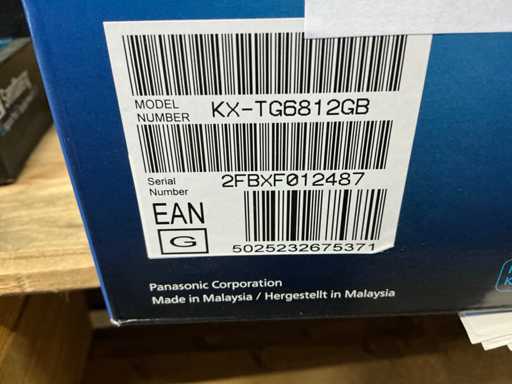 MODEL
NUMBER
KX-TG6812GB
Serial
Number
2FBXF012487
EAN
G
5025232675371
Panasonic Corporation
Made in Malaysia / Hergestellt in Malaysia